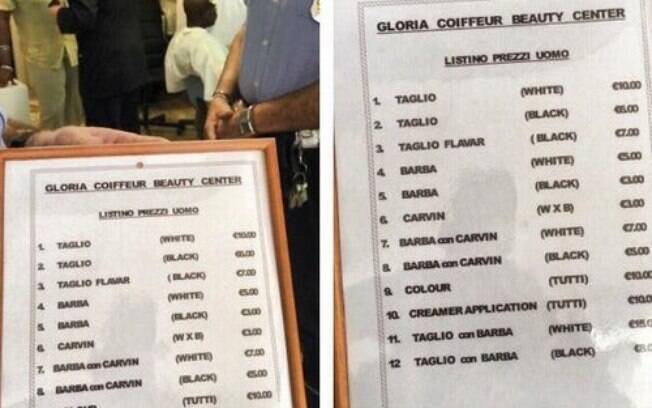 GLORIA COIFFEUR BEAUTY CENTER
LISTINO PREZZI UOMO
1. TAGLIO (WHITE) €10.00
2. TAGLIO (BLACK) €6.00
3. TAGLIO FLAVAR ( BLACK) €7.00
4. BARBA (WHITE) €5.00
5. BARBA (BLACK) €3.00
6. CARVIN (W X B) €3.00
7. BARBA con CARVIN (WHITE) €7.00
8. BARBA con CARVIN (BLACK) €5.00
COLOUR (TUTTI) €10.00
GLORIA COIFFEUR BEAUTY CENTER
LISTINO PREZZI UOMO
1. TAGLIO (WHITE) €10.00
2. TAGLIO (BLACK) €6.00
3. TAGLIO FLAVAR ( BLACK) €7.00
4. BARBA (WHITE) €5.00
5. BARBA (BLACK) €3.00
6. CARVIN (W X B) €3.00
7. BARBA con CARVIN (WHITE) €7.00
8. BARBA con CARVIN (BLACK) €5.00
9. COLOUR (TUTTI) €10.00
10. CREAMER APPLICATION (TUTTI) €10.0
11. TAGLIO con BARBA (WHITE)
12 TAGLIO con BARBA (BLACK)